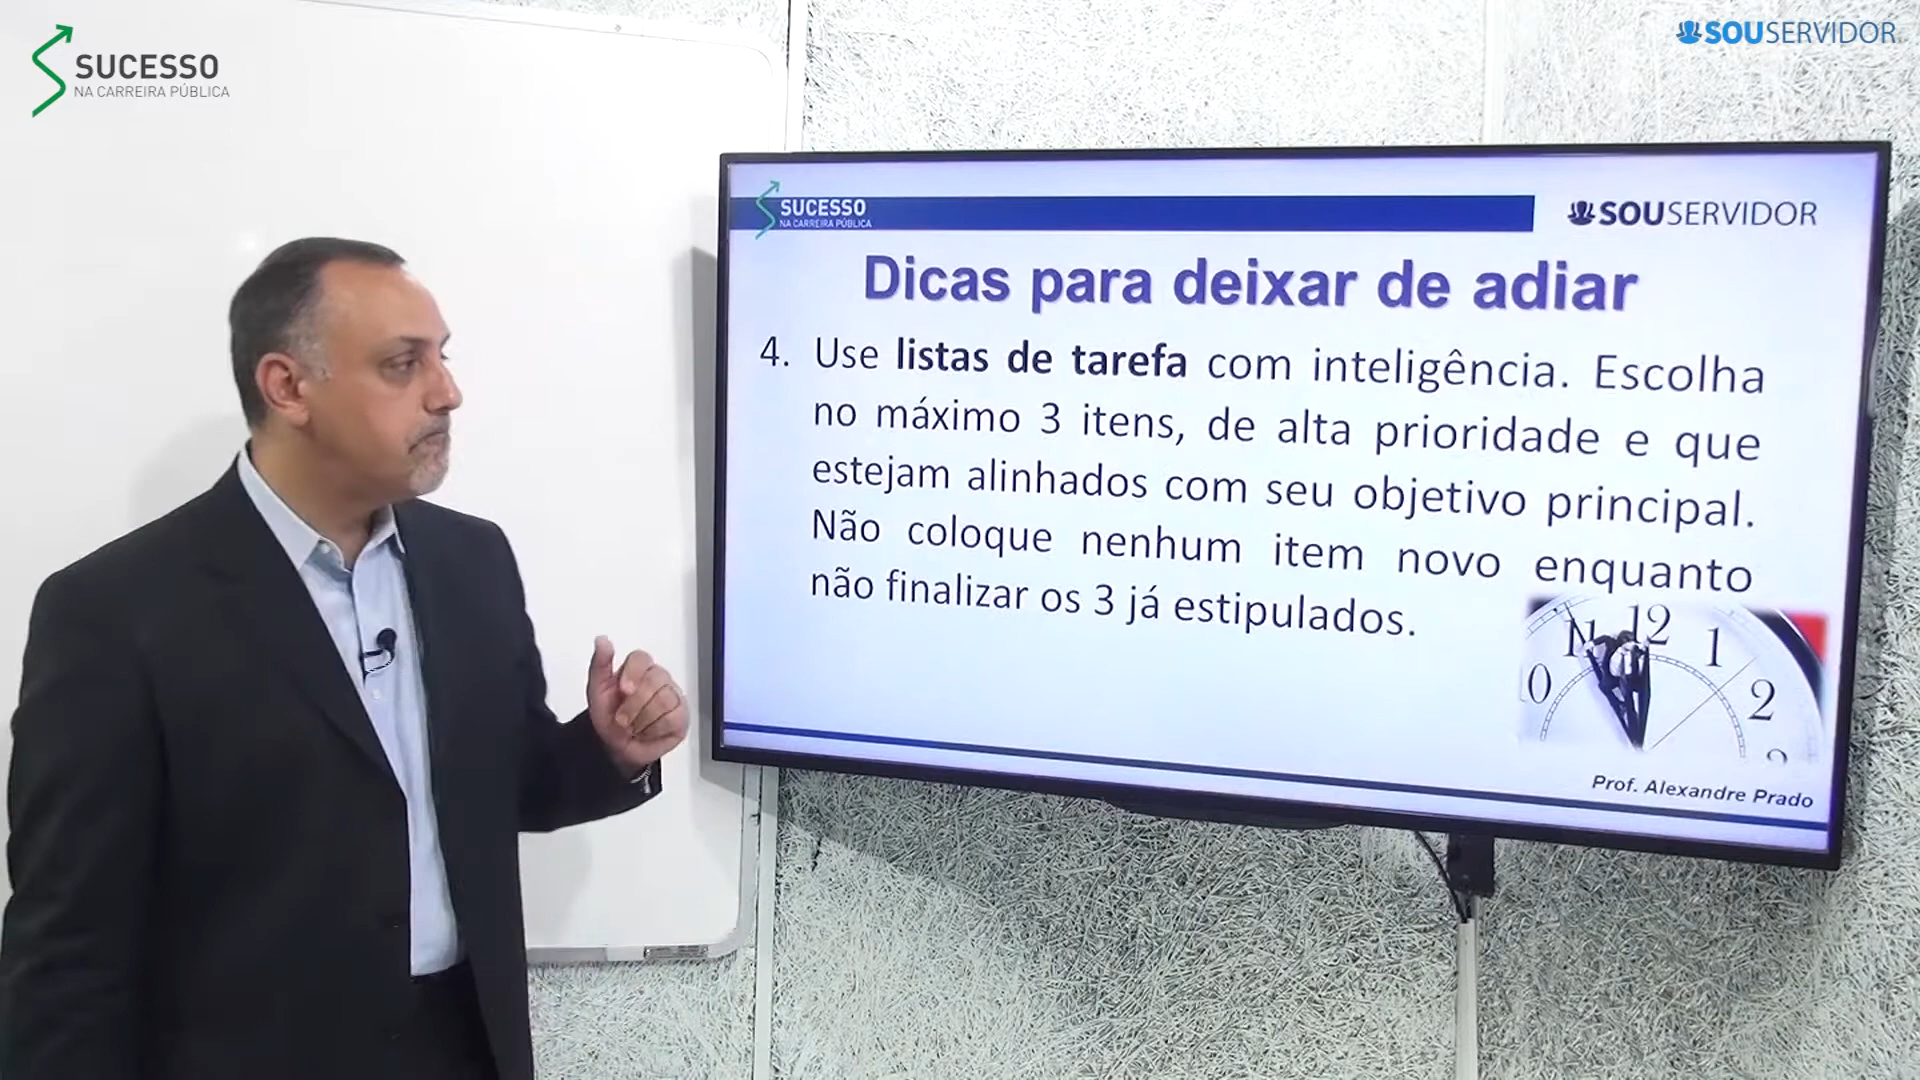 SUCESSO
NA CARREIRA PÚBLICA
SOUSERVIDOR
SUCESSO
NA CARREIRA PÚBLICA
SOUSERVIDOR
Dicas para deixar de adiar
4. Use listas de tarefa com inteligência. Escolha
no máximo 3 itens, de alta prioridade e que
estejam alinhados com seu objetivo principal.
Não coloque nenhum item novo enquanto
não finalizar os 3 já estipulados.
12
1
2
Prof. Alexandre Prado